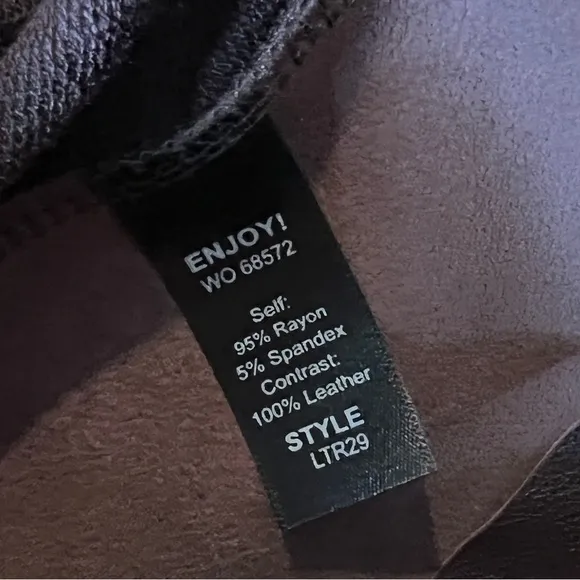 ENJOY!
WO 68572
Self:
95% Rayon
5% Spandex
Contrast:
100% Leather
STYLE
LTR29